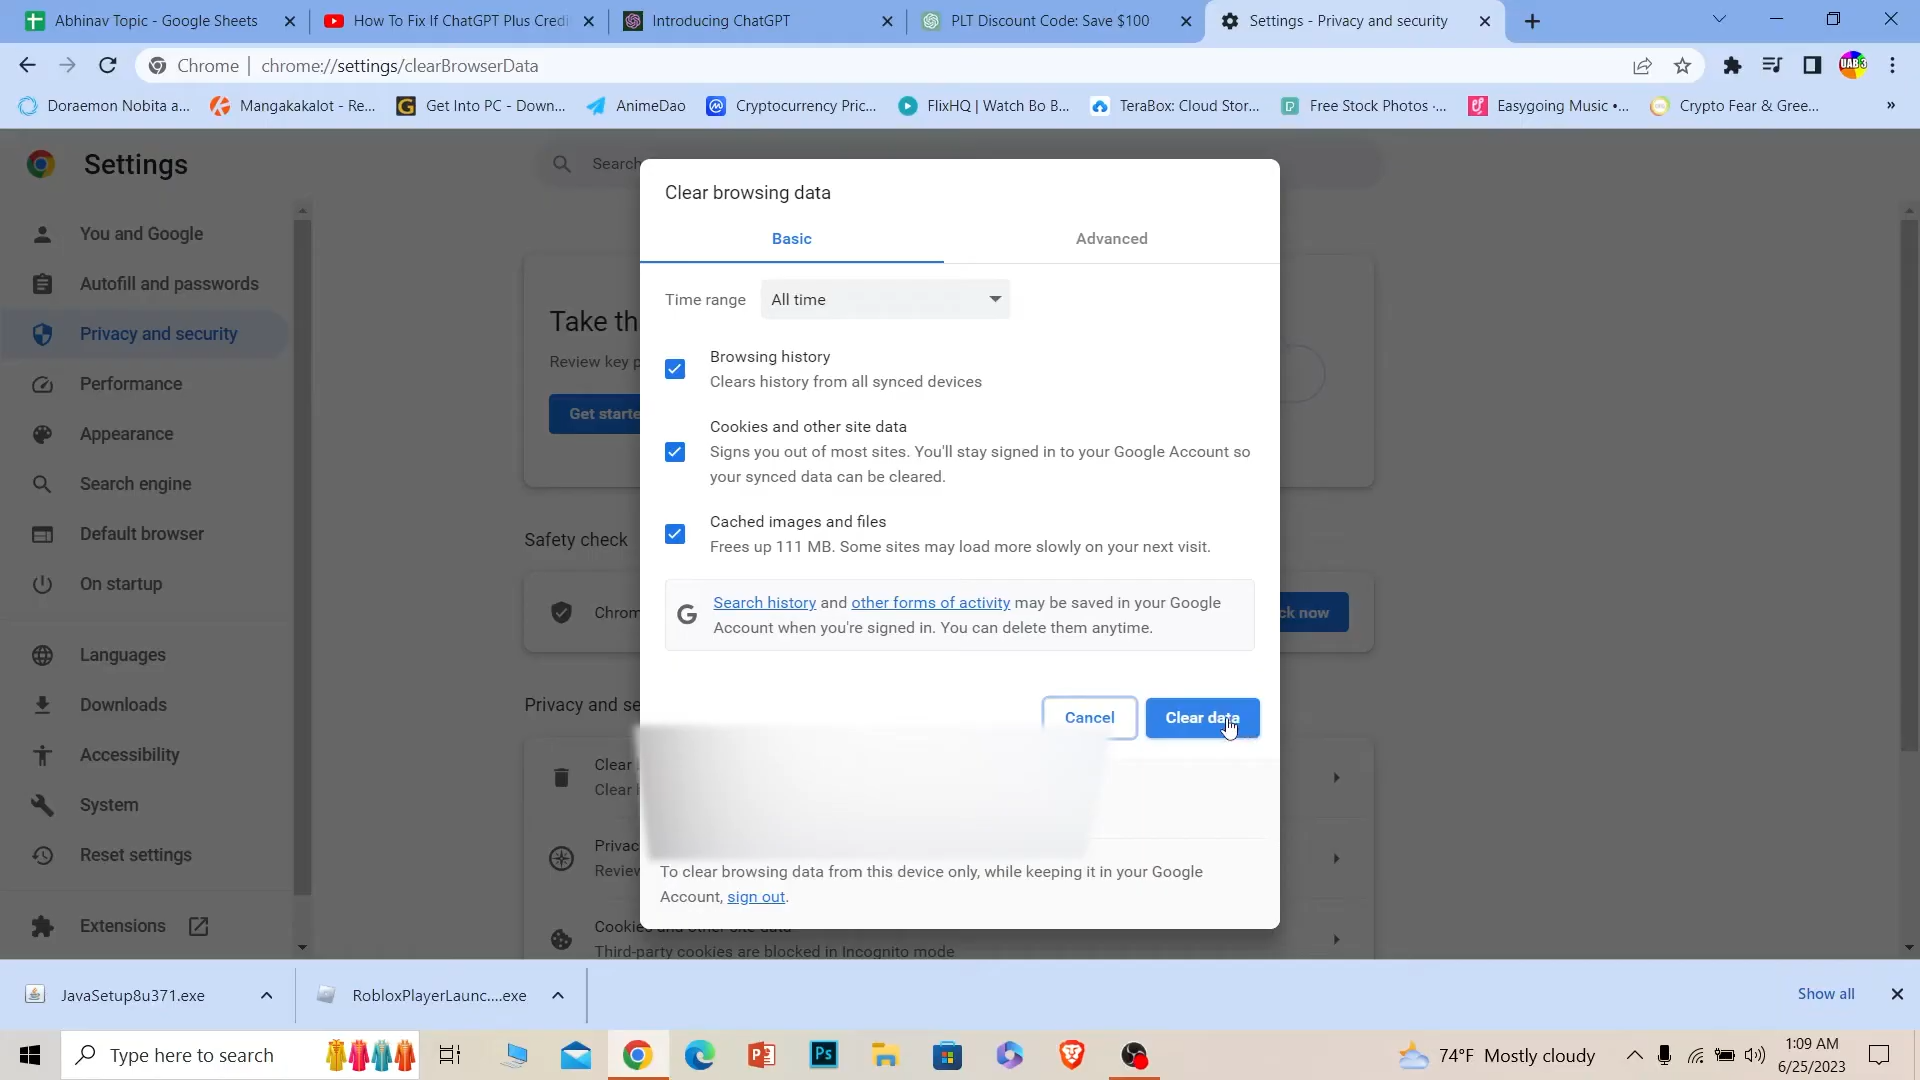 Abhinav Topic - Google Sheets
How To Fix If ChatGPT Plus Credi
Introducing ChatGPT
PLT Discount Code: Save $100
Settings - Privacy and security
Chrome | chrome://settings/clearBrowserData
UAB 3
Doraemon Nobita a...
Mangakakalot - Re...
Get Into PC - Down...
AnimeDao
Cryptocurrency Pric...
FlixHQ | Watch Bo B...
TeraBox: Cloud Stor...
Free Stock Photos ·...
Easygoing Music •...
Crypto Fear & Gree...
»
Settings
Search
You and Google
Autofill and passwords
Privacy and security
Performance
Appearance
Search engine
Default browser
On startup
Languages
Downloads
Accessibility
System
Reset settings
Extensions
Take th
Review key p
Get starte
Safety check
Chrom
ck now
Privacy and se
Clear
Clear
Privac
Review
Cookies and other site data
Third-party cookies are blocked in Incognito mode
Clear browsing data
Basic
Advanced
Time range
All time
Browsing history
Clears history from all synced devices
Cookies and other site data
Signs you out of most sites. You'll stay signed in to your Google Account so
your synced data can be cleared.
Cached images and files
Frees up 111 MB. Some sites may load more slowly on your next visit.
Search history and other forms of activity may be saved in your Google
Account when you're signed in. You can delete them anytime.
Cancel
Clear data
To clear browsing data from this device only, while keeping it in your Google
Account, sign out.
JavaSetup8u371.exe
RobloxPlayerLaunc....exe
Show all
Type here to search
Ps
74°F Mostly cloudy
1:09 AM
6/25/2023